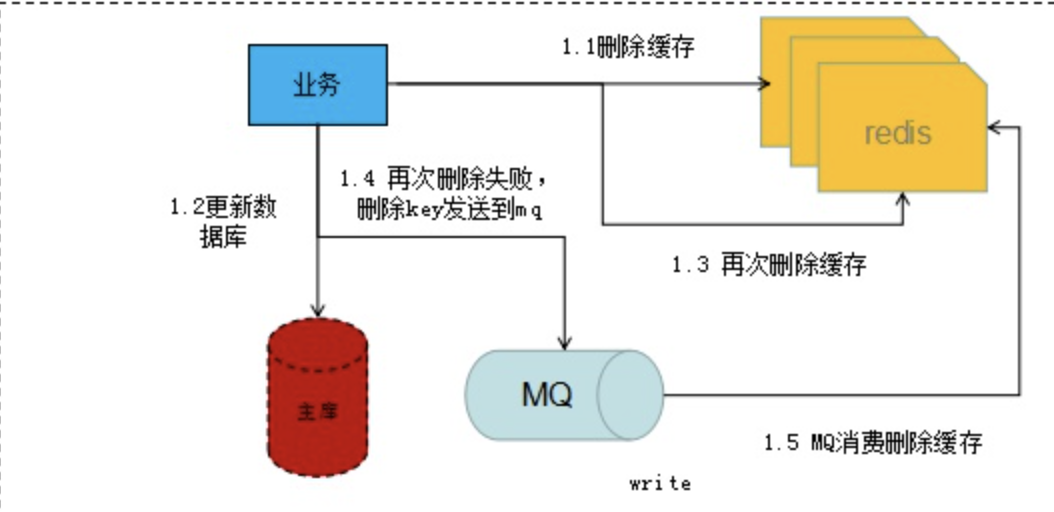 1.1删除缓存
业务
redis
1.4 再次删除失败，
删除key发送到mq
1.2更新数
据库
1.3 再次删除缓存
主库
MQ
1.5 MQ消费删除缓存
write